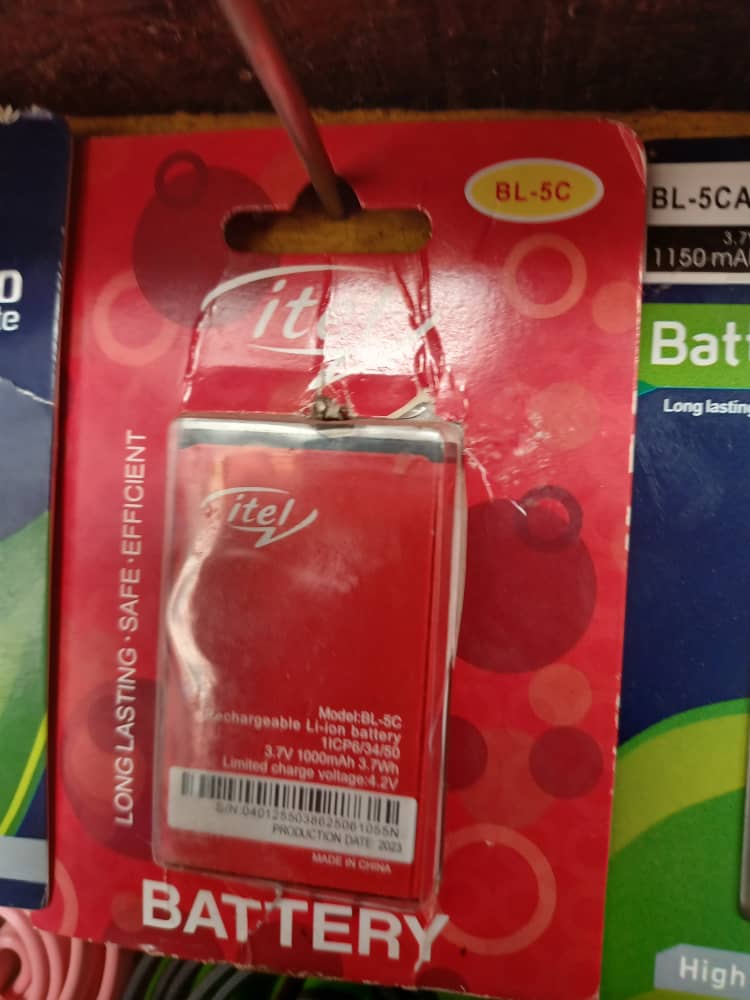 BL-5C
itel
LONG LASTING · SAFE · EFFICIENT
itel
Model:BL-5C
Rechargeable Li-ion battery
1ICP6/34/50
3.7V 1000mAh 3.7Wh
Limited charge voltage:4.2V
S/N:0401255038625061055N
PRODUCTION DATE 2023
MADE IN CHINA
BATTERY
BL-5CA
1150 mAh
Long lasting
High